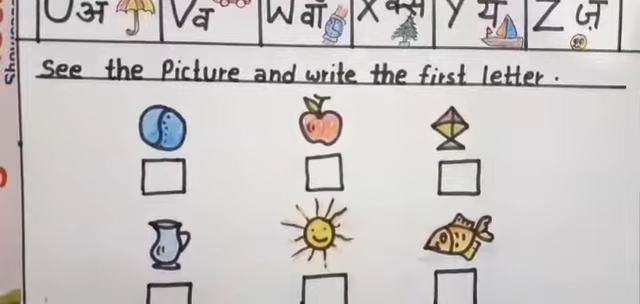 U अ V व W वॉ X क्स Y य Z ज़
See the Picture and write the first letter.